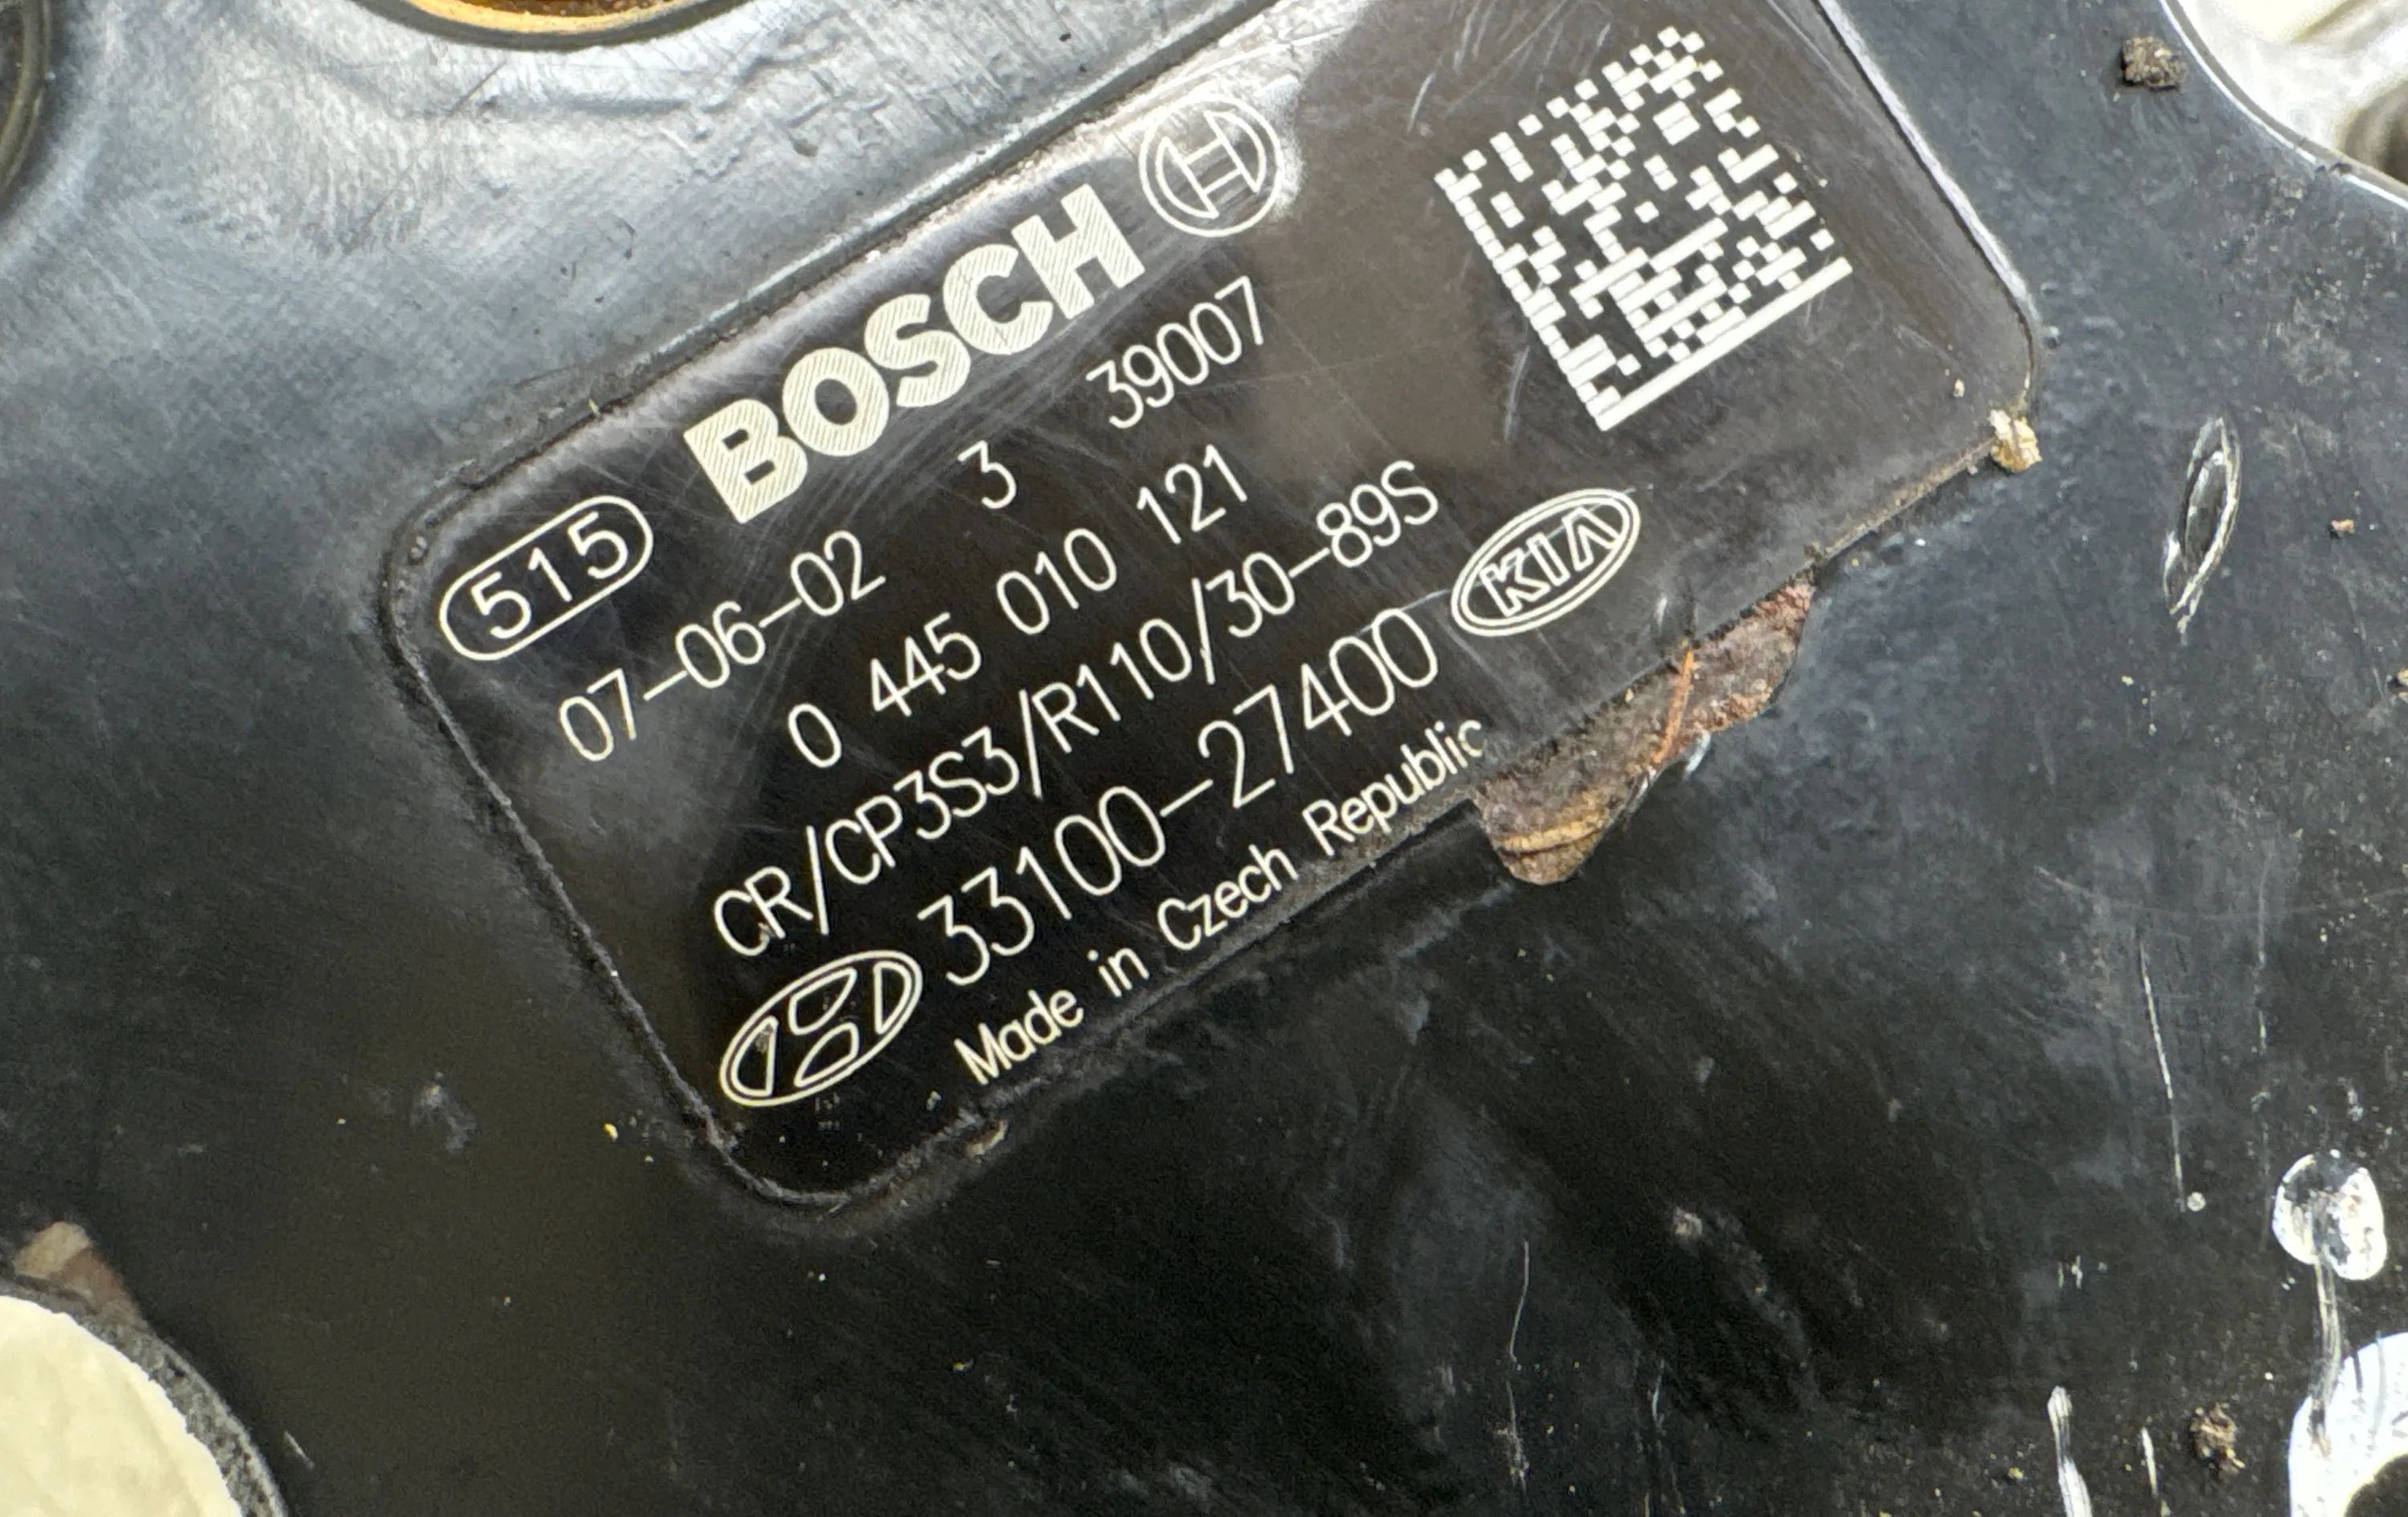 515 BOSCH
07-06-02 3 39007
0 445 010 121
CR/CP3S3/R110/30-89S
33100-27400 KIA
Made in Czech Republic